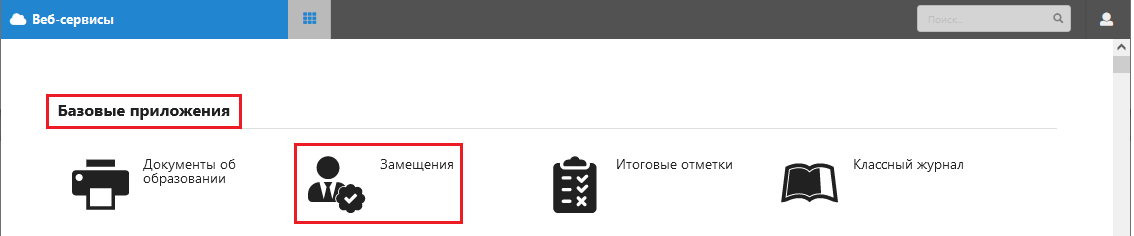 Веб-сервисы
Поиск...
Базовые приложения
Документы об
образовании
Замещения
Итоговые отметки
Классный журнал